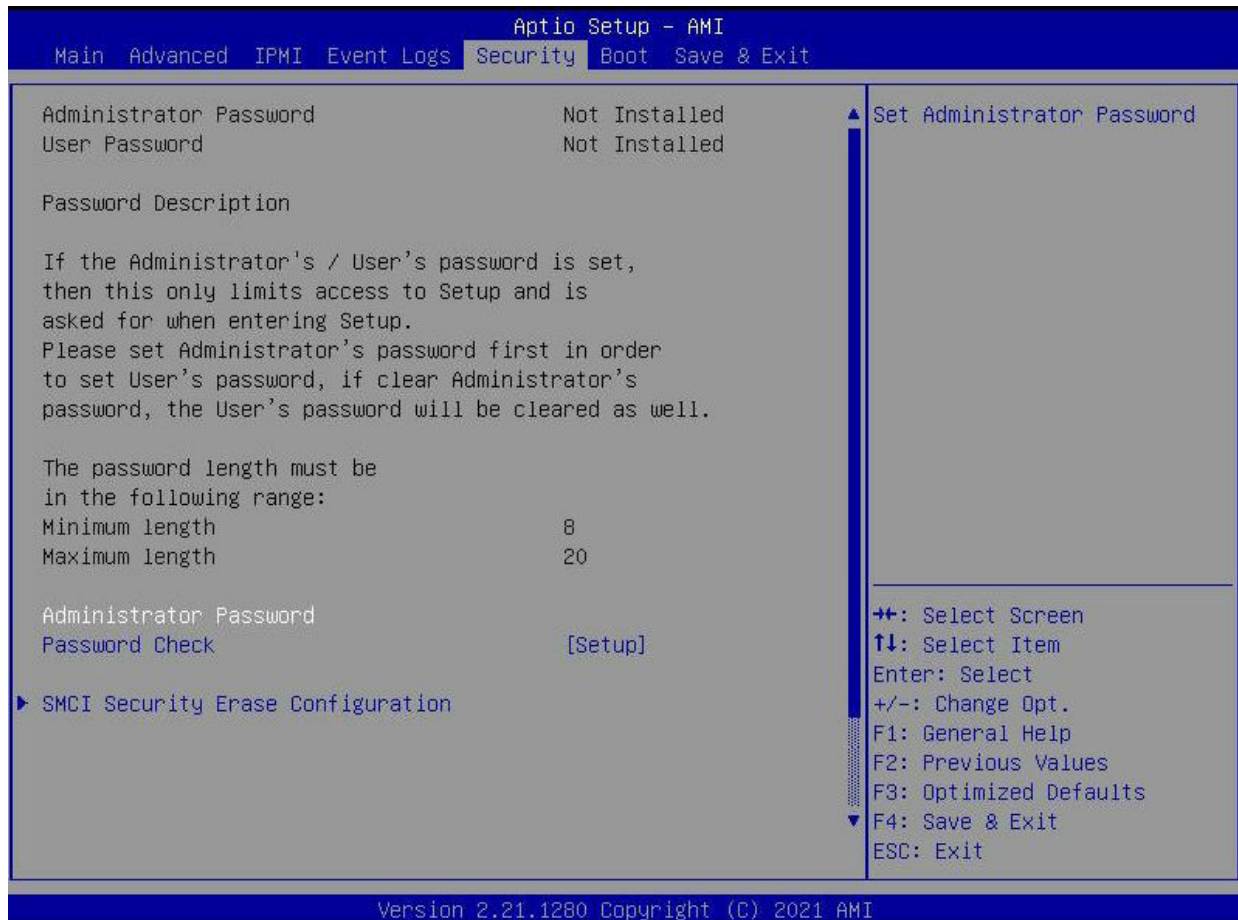 Aptio Setup – AMI
Main Advanced IPMI Event Logs Security Boot Save & Exit
Administrator Password Not Installed
User Password Not Installed
Password Description
If the Administrator's / User's password is set,
then this only limits access to Setup and is
asked for when entering Setup.
Please set Administrator's password first in order
to set User's password, if clear Administrator's
password, the User's password will be cleared as well.
The password length must be
in the following range:
Minimum length 8
Maximum length 20
Administrator Password
Password Check [Setup]
SMCI Security Erase Configuration
Set Administrator Password
→←: Select Screen
↑↓: Select Item
Enter: Select
+/-: Change Opt.
F1: General Help
F2: Previous Values
F3: Optimized Defaults
F4: Save & Exit
ESC: Exit
Version 2.21.1280 Copyright (C) 2021 AMI